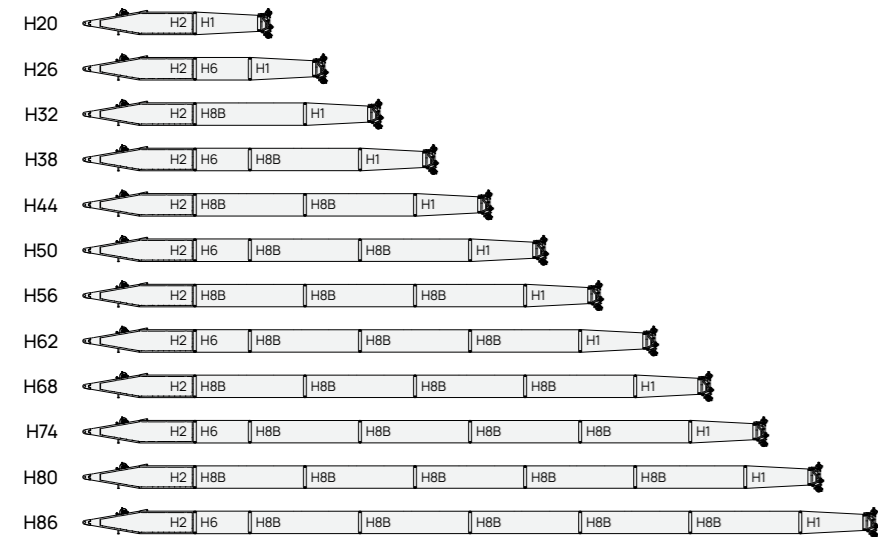 H20 H2 H1
H26 H2 H6 H1
H32 H2 H8B H1
H38 H2 H6 H8B H1
H44 H2 H8B H8B H1
H50 H2 H6 H8B H8B H1
H56 H2 H8B H8B H8B H1
H62 H2 H6 H8B H8B H8B H1
H68 H2 H8B H8B H8B H8B H1
H74 H2 H6 H8B H8B H8B H8B H1
H80 H2 H8B H8B H8B H8B H8B H1
H86 H2 H6 H8B H8B H8B H8B H8B H1